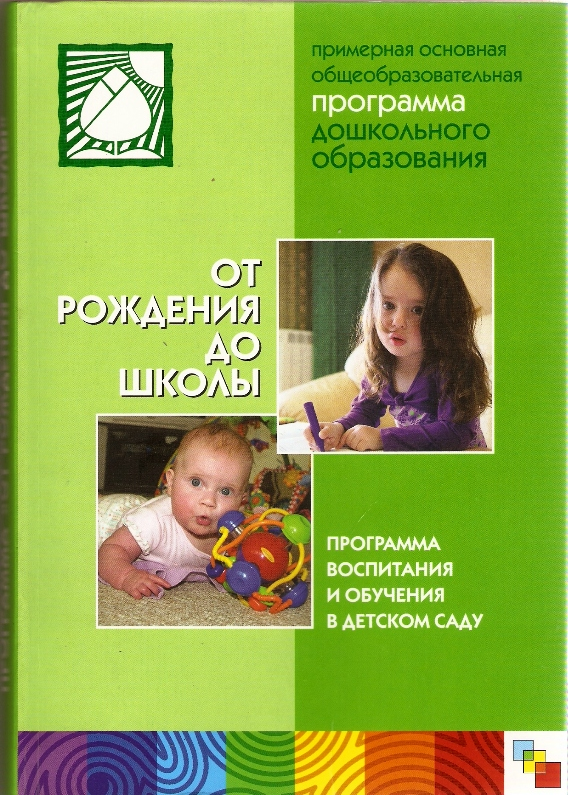 примерная основная
общеобразовательная
программа
дошкольного
образования
ОТ
РОЖДЕНИЯ
ДО
ШКОЛЫ
ПРОГРАММА
ВОСПИТАНИЯ
И ОБУЧЕНИЯ
В ДЕТСКОМ САДУ